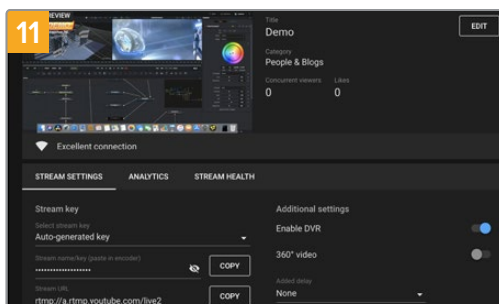 11
PREVIEW
Title
Demo
EDIT
Category
People & Blogs
Concurrent viewers Likes
0 0
Excellent connection
STREAM SETTINGS ANALYTICS STREAM HEALTH
Stream key
Additional settings
Select stream key
Auto-generated key
Enable DVR
Stream name/key (paste in encoder)
COPY
360° video
Stream URL
rtmp://a.rtmp.youtube.com/live2
COPY
Added delay
None